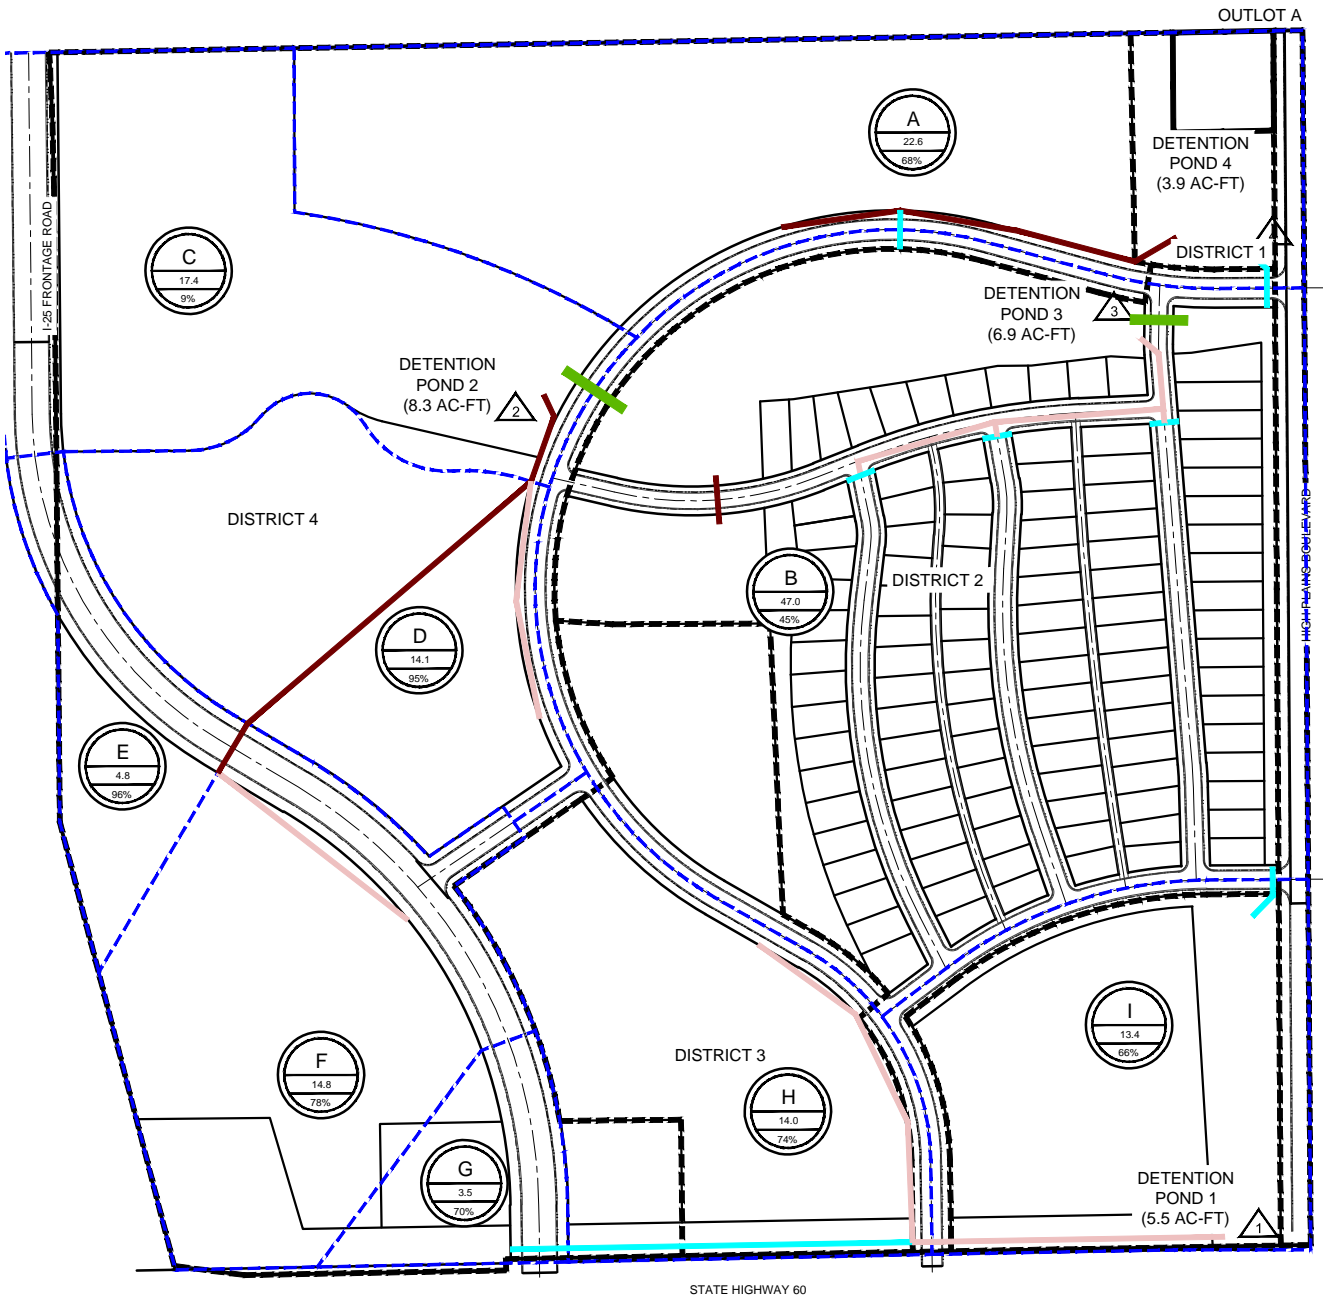 OUTLOT A
A
22.6
68%
DETENTION
POND 4
(3.9 AC-FT)
I-25 FRONTAGE ROAD
C
17.4
9%
DISTRICT 1
DETENTION
POND 3
(6.9 AC-FT)
3
DETENTION
POND 2
(8.3 AC-FT)
2
DISTRICT 4
B
47.0
45%
DISTRICT 2
HIGH PLAINS BOULEVARD
D
14.1
95%
E
4.8
96%
F
14.8
78%
DISTRICT 3
I
13.4
66%
H
14.0
74%
G
3.5
70%
DETENTION
POND 1
(5.5 AC-FT)
1
STATE HIGHWAY 60